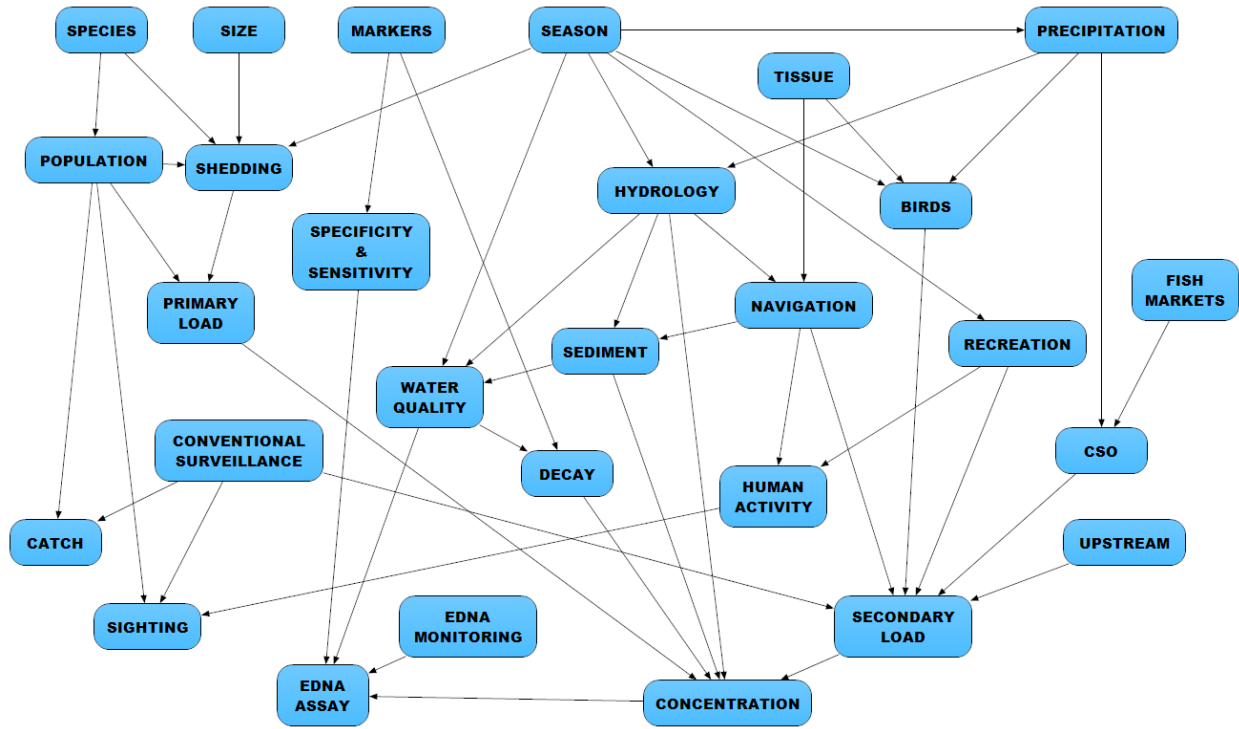 SPECIES
SIZE
MARKERS
SEASON
PRECIPITATION
TISSUE
POPULATION
SHEDDING
HYDROLOGY
BIRDS
SPECIFICITY
&
SENSITIVITY
FISH
MARKETS
PRIMARY
LOAD
NAVIGATION
SEDIMENT
RECREATION
WATER
QUALITY
CONVENTIONAL
SURVEILLANCE
CSO
DECAY
HUMAN
ACTIVITY
CATCH
UPSTREAM
SIGHTING
EDNA
MONITORING
SECONDARY
LOAD
EDNA
ASSAY
CONCENTRATION